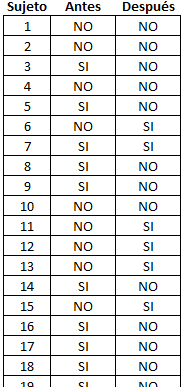 Sujeto Antes Después
1 NO NO
2 NO NO
3 SI NO
4 NO NO
5 SI NO
6 NO SI
7 SI SI
8 SI NO
9 SI NO
10 NO NO
11 NO SI
12 NO SI
13 NO SI
14 SI NO
15 NO SI
16 SI NO
17 SI NO
18 SI NO
19 SI NO